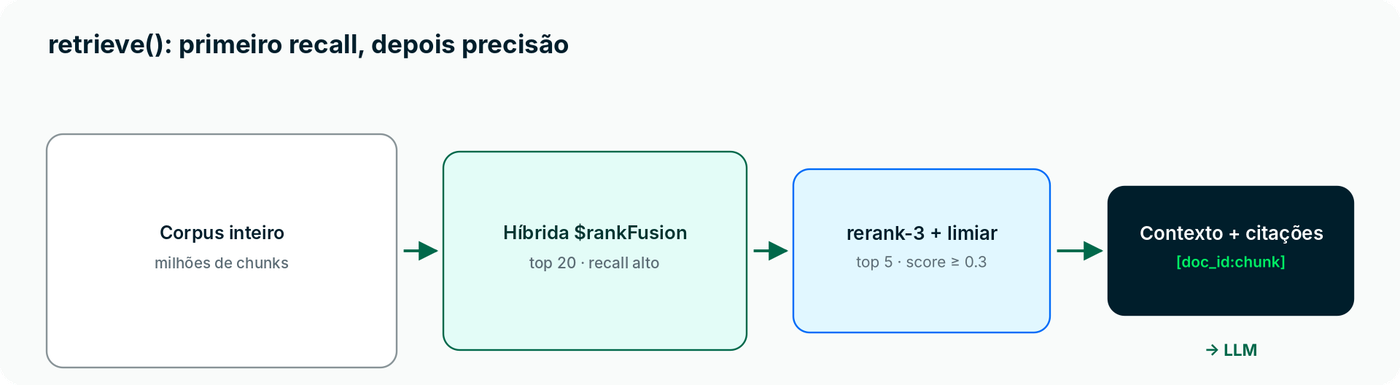 retrieve(): primeiro recall, depois precisão
Corpus inteiro
milhões de chunks
Híbrida $rankFusion
top 20 · recall alto
rerank-3 + limiar
top 5 · score ≥ 0.3
Contexto + citações
[doc_id:chunk]
→ LLM